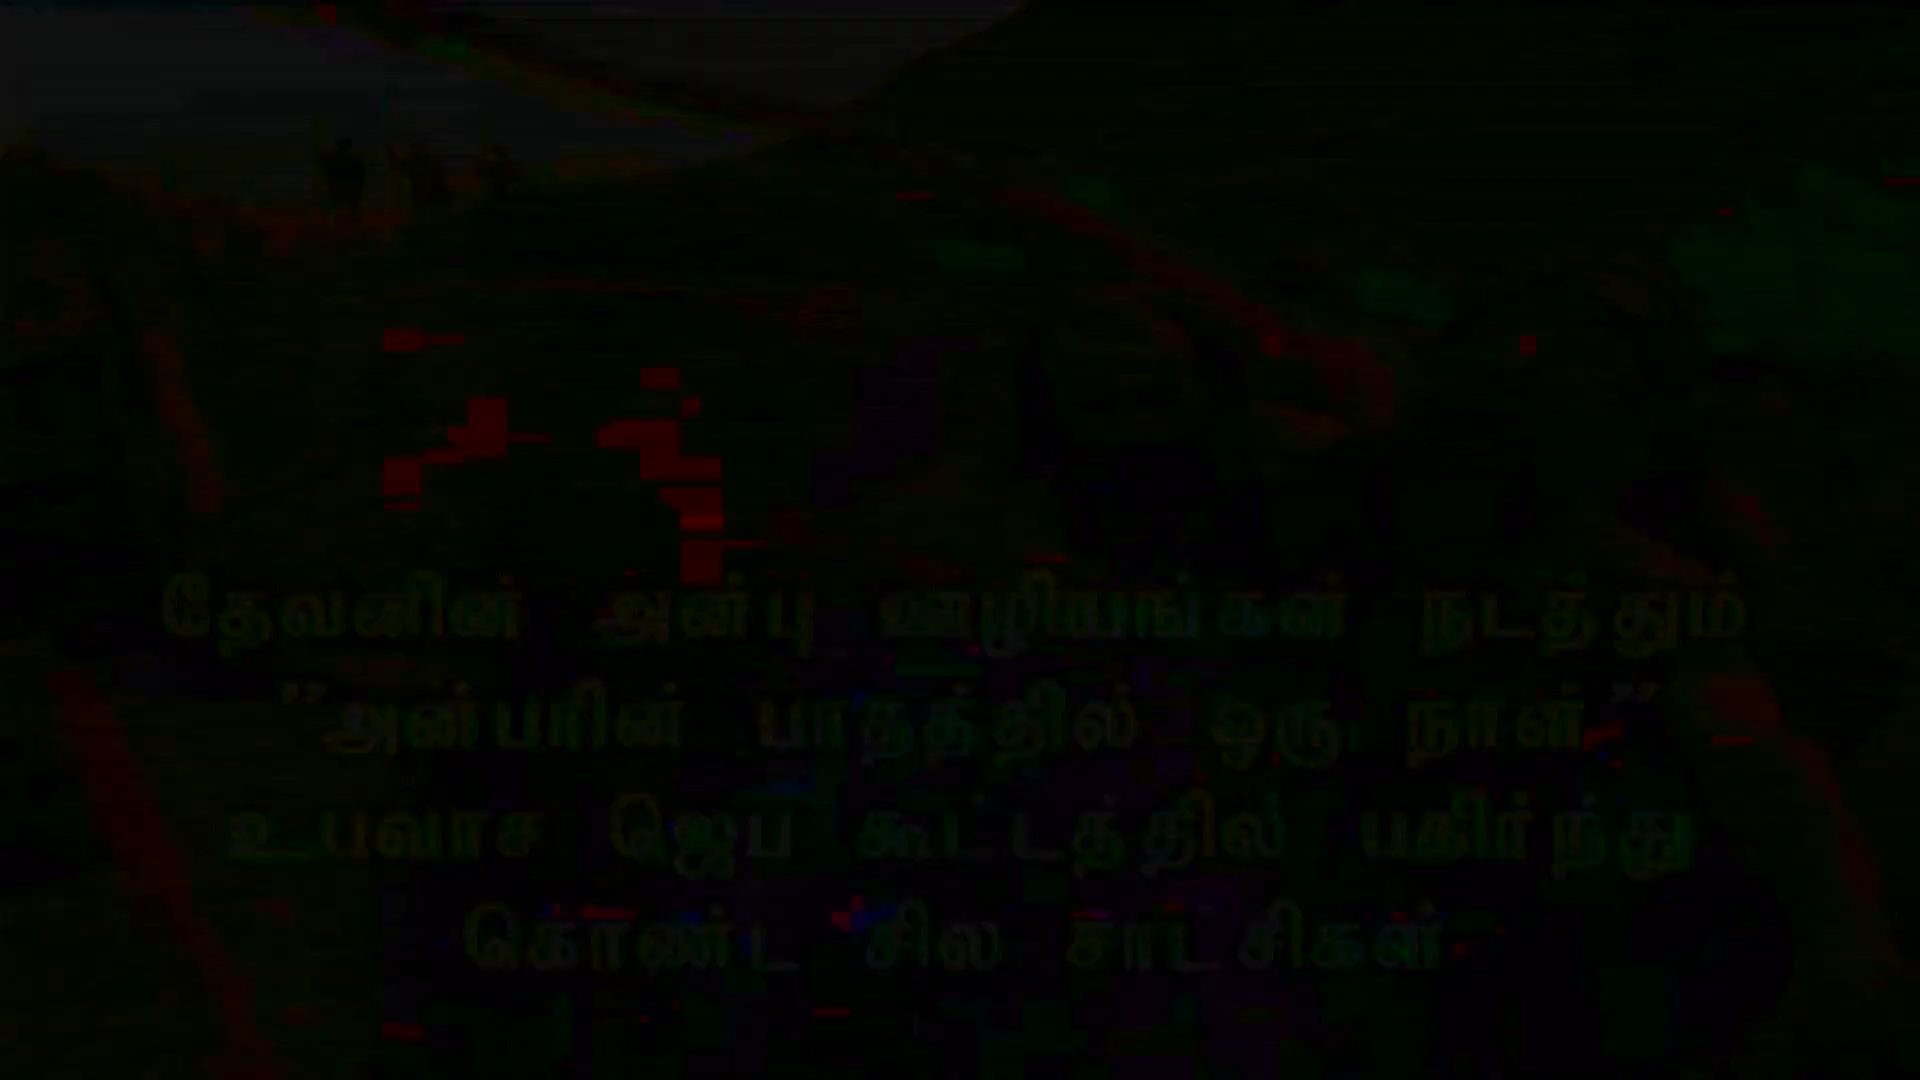 தேவனின் அன்பு ஊழியங்கள் நடத்தும்
"அன்பரின் பாதத்தில் ஒரு நாள்"
உபவாச ஜெப கூட்டத்தில் பகிர்ந்து
கொண்ட சில சாட்சிகள்